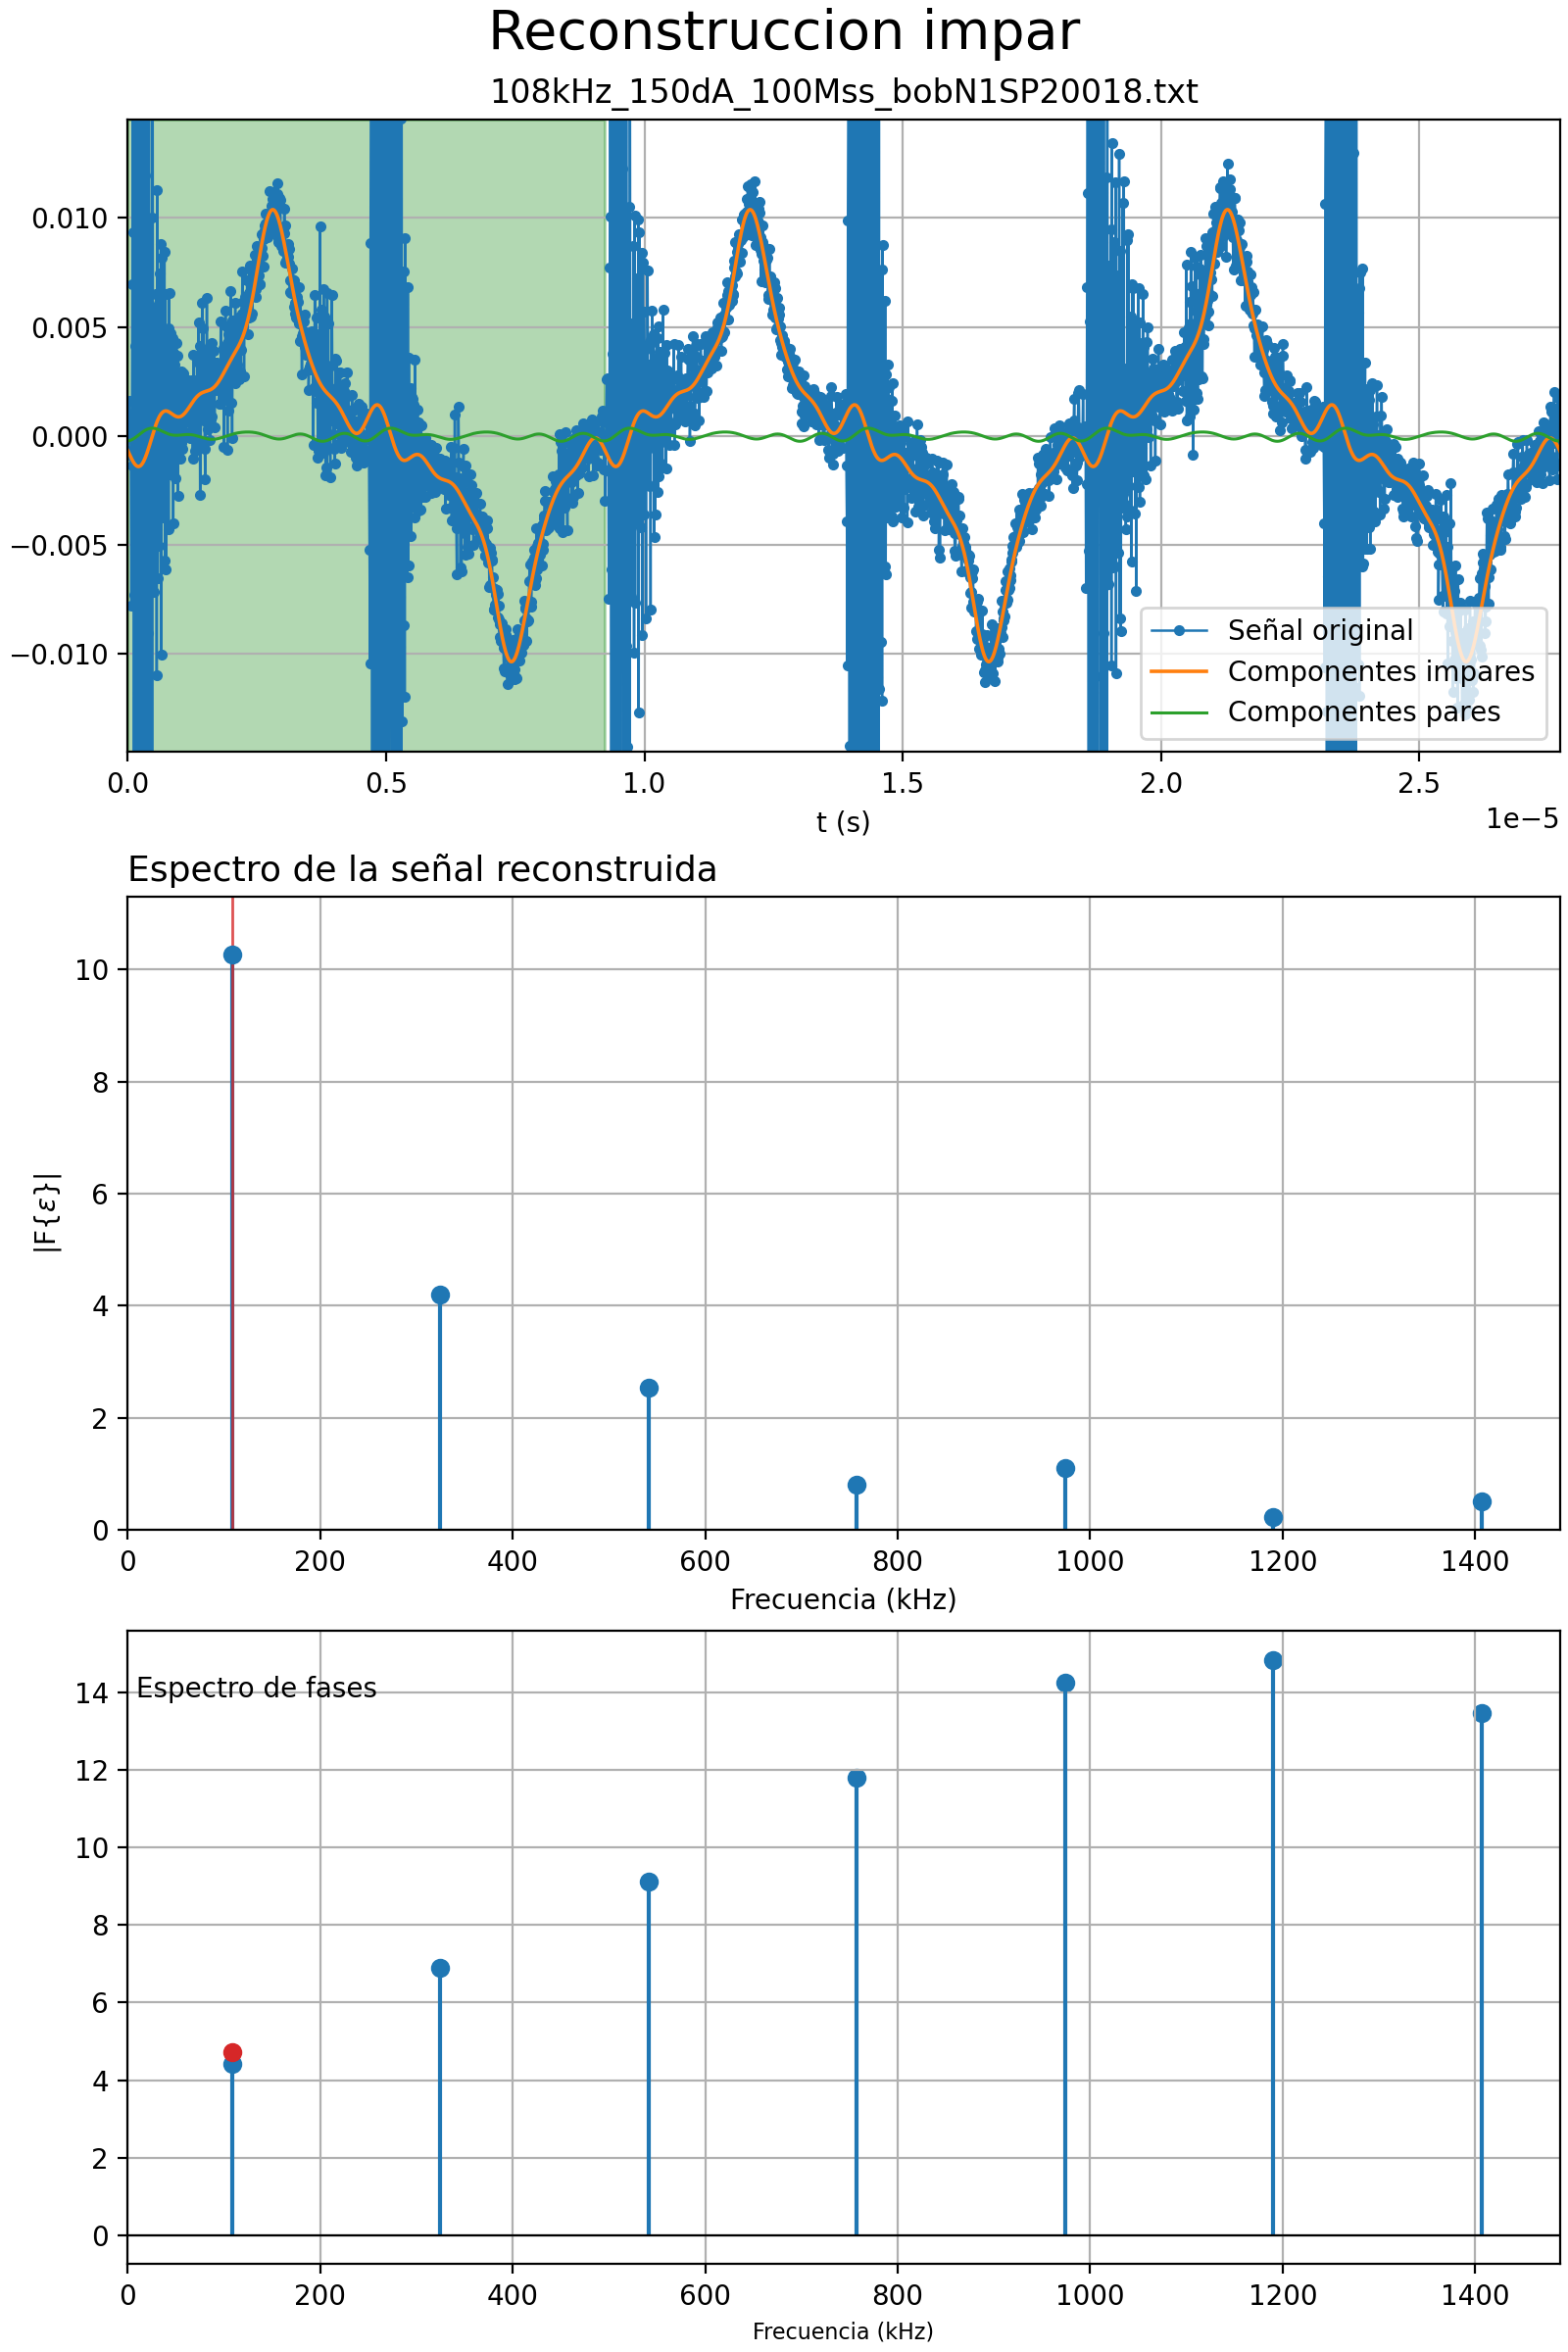 Reconstruccion impar
108kHz_150dA_100Mss_bobN1SP20018.txt
0.010
0.005
0.000
−0.005
−0.010
Señal original
Componentes impares
Componentes pares
0.0 0.5 1.0 1.5 2.0 2.5
1e−5
t (s)
Espectro de la señal reconstruida
10
8
6
4
2
0
|F{ε}|
0 200 400 600 800 1000 1200 1400
Frecuencia (kHz)
Espectro de fases
14
12
10
8
6
4
2
0
0 200 400 600 800 1000 1200 1400
Frecuencia (kHz)